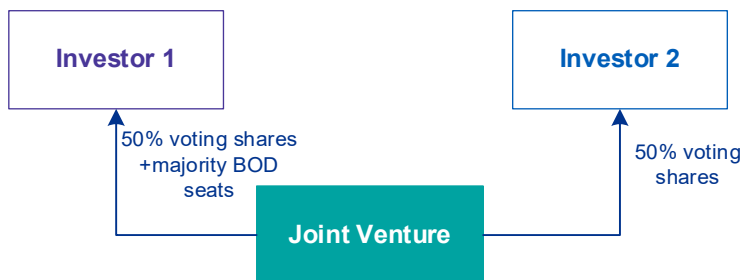 Investor 1
Investor 2
50% voting shares
+majority BOD
seats
50% voting
shares
Joint Venture